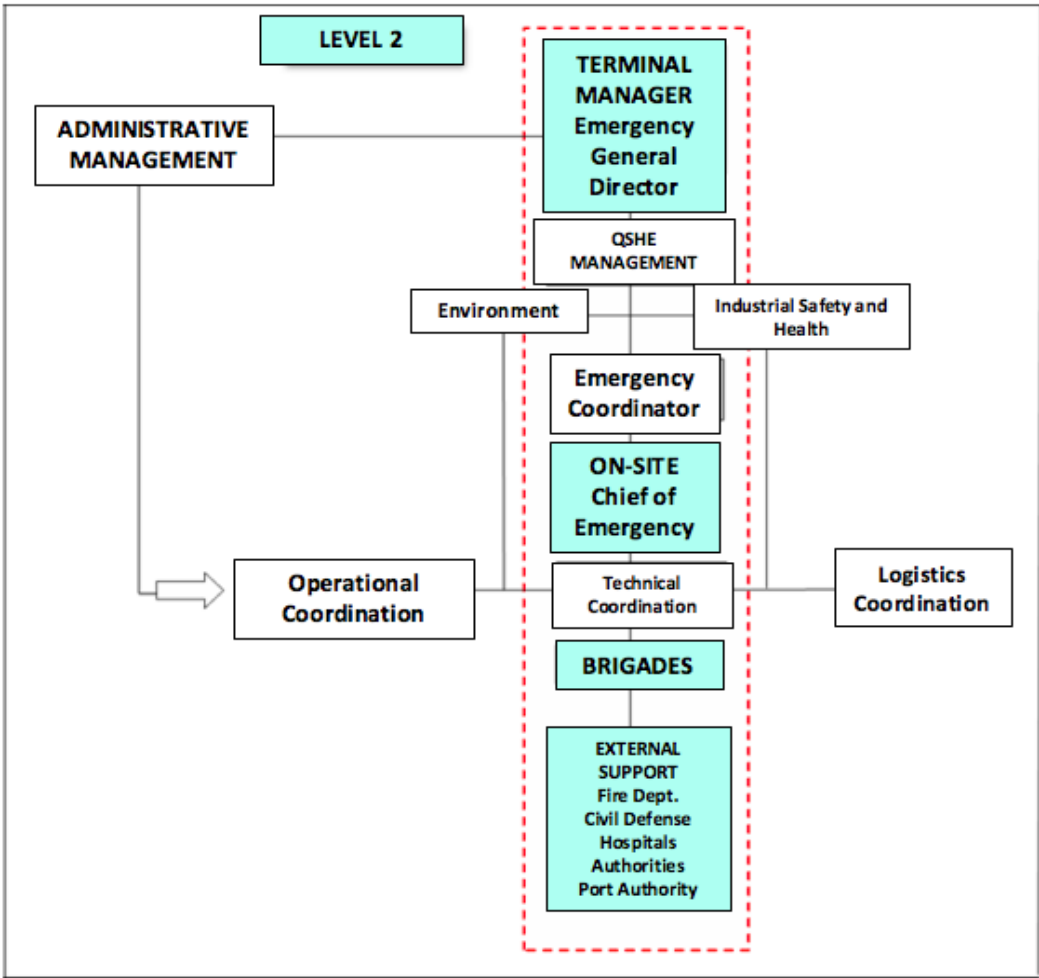 LEVEL 2
TERMINAL
MANAGER
Emergency
General
Director
ADMINISTRATIVE
MANAGEMENT
QSHE
MANAGEMENT
Environment
Industrial Safety and
Health
Emergency
Coordinator
ON-SITE
Chief of
Emergency
Operational
Coordination
Technical
Coordination
Logistics
Coordination
BRIGADES
EXTERNAL
SUPPORT
Fire Dept.
Civil Defense
Hospitals
Authorities
Port Authority